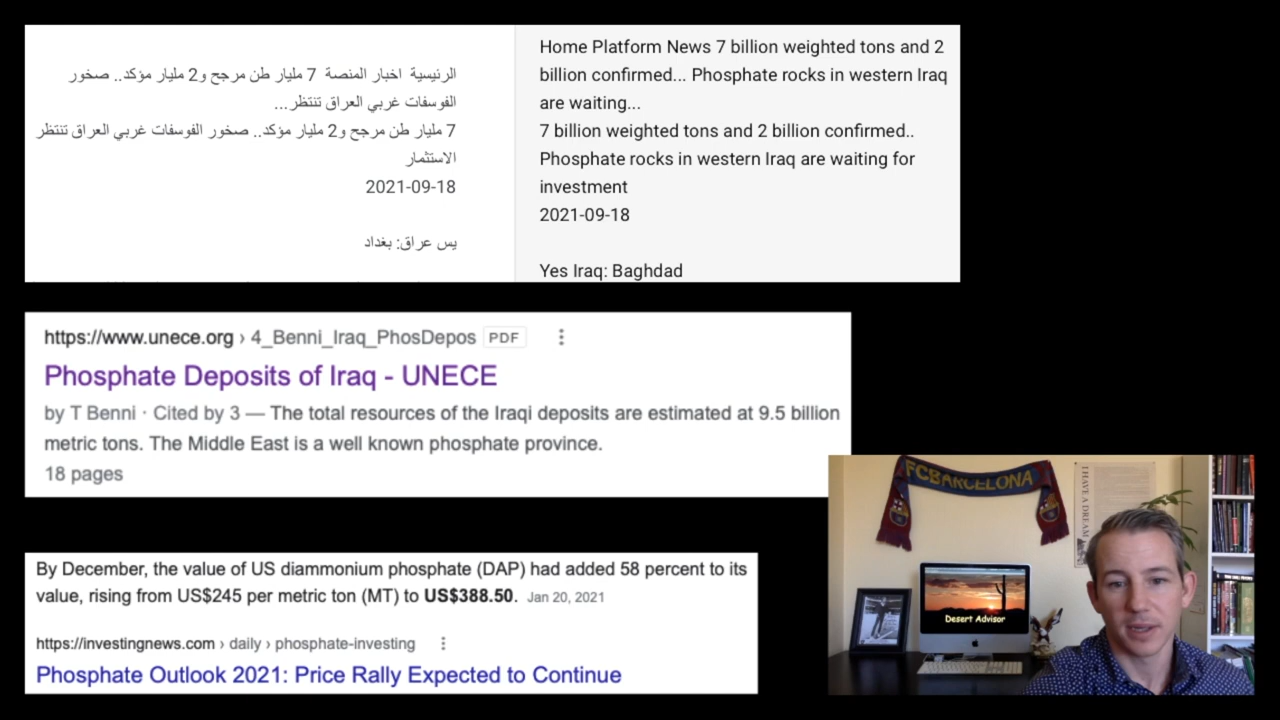 الرئيسية اخبار المنصة 7 مليار طن مرجح و2 مليار مؤكد.. صخور
الفوسفات غربي العراق تنتظر...
7 مليار طن مرجح و2 مليار مؤكد.. صخور الفوسفات غربي العراق تنتظر
الاستثمار
2021-09-18
يس عراق: بغداد
Home Platform News 7 billion weighted tons and 2
billion confirmed... Phosphate rocks in western Iraq
are waiting...
7 billion weighted tons and 2 billion confirmed..
Phosphate rocks in western Iraq are waiting for
investment
2021-09-18
Yes Iraq: Baghdad
https://www.unece.org › 4_Benni_Iraq_PhosDepos PDF
Phosphate Deposits of Iraq - UNECE
by T Benni · Cited by 3 — The total resources of the Iraqi deposits are estimated at 9.5 billion
metric tons. The Middle East is a well known phosphate province.
18 pages
By December, the value of US diammonium phosphate (DAP) had added 58 percent to its
value, rising from US$245 per metric ton (MT) to US$388.50. Jan 20, 2021
https://investingnews.com › daily › phosphate-investing
Phosphate Outlook 2021: Price Rally Expected to Continue
FCBARCELONA
I HAVE A DREAM
Desert Advisor